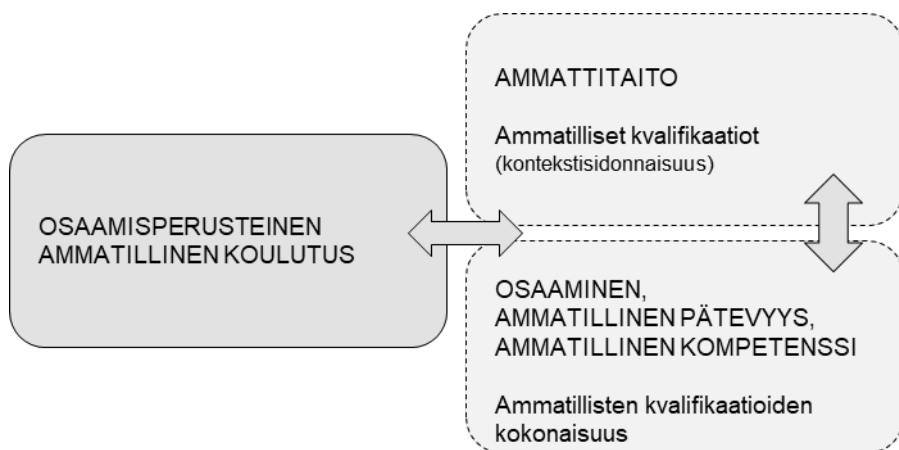 OSAAMISPERUSTEINEN
AMMATILLINEN KOULUTUS
AMMATTITAITO
Ammatilliset kvalifikaatiot
(kontekstisidonnaisuus)
OSAAMINEN,
AMMATILLINEN PÄTEVYYS,
AMMATILLINEN KOMPETENSSI
Ammatillisten kvalifikaatioiden
kokonaisuus